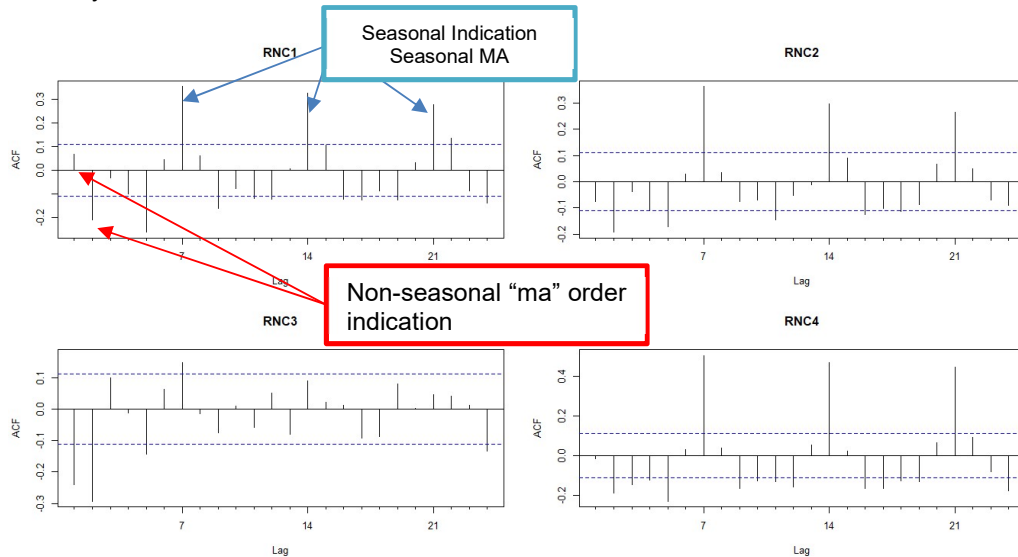 Seasonal Indication
Seasonal MA
RNC1
ACF
0.3
0.2
0.1
0.0
-0.2
7
14
21
Lag
RNC2
ACF
0.3
0.1
0.0
-0.1
-0.2
7
14
21
Lag
Non-seasonal “ma” order
indication
RNC3
ACF
0.1
0.0
-0.1
-0.2
-0.3
7
14
21
Lag
RNC4
ACF
0.4
0.2
0.0
-0.2
7
14
21
Lag